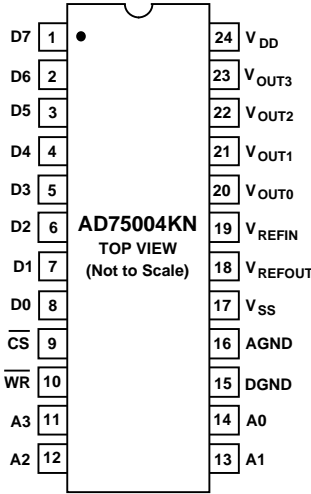 D7 1 24 VDD
D6 2 23 VOUT3
D5 3 22 VOUT2
D4 4 21 VOUT1
D3 5 20 VOUT0
D2 6 AD75004KN 19 VREFIN
TOP VIEW
D1 7 (Not to Scale) 18 VREFOUT
D0 8 17 VSS
CS 9 16 AGND
WR 10 15 DGND
A3 11 14 A0
A2 12 13 A1